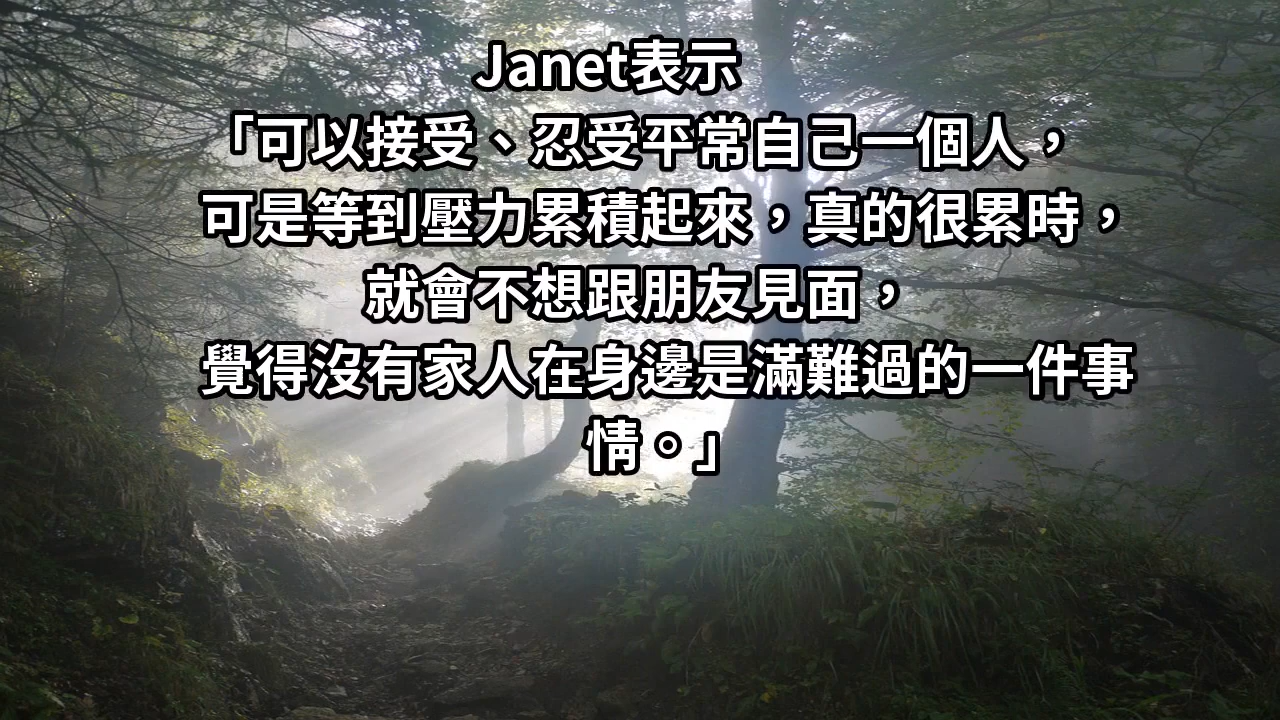 Janet表示
「可以接受、忍受平常自己一個人，
可是等到壓力累積起來，真的很累時，
就會不想跟朋友見面，
覺得沒有家人在身邊是滿難過的一件事
情。」